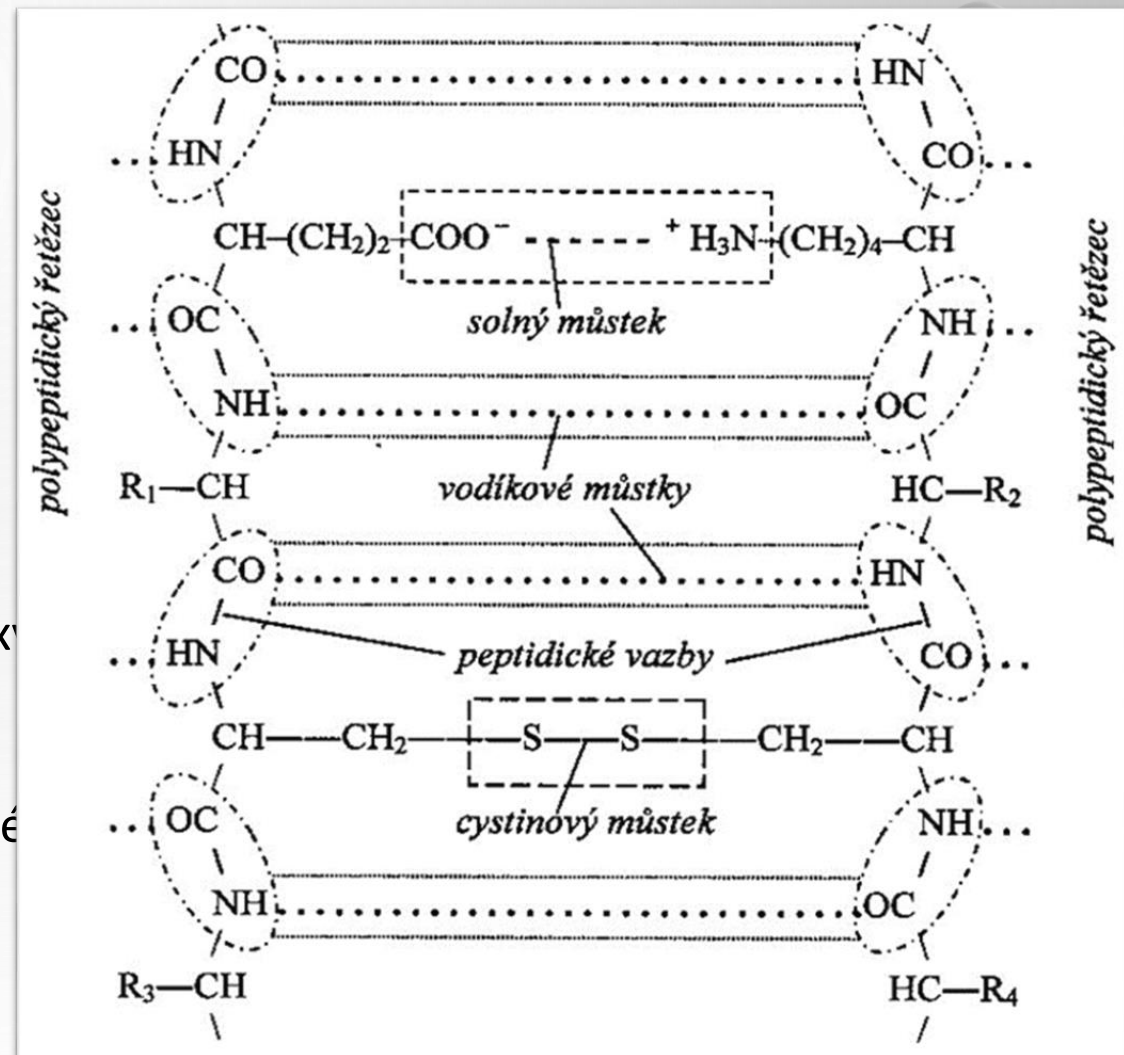 CO HN
HN CO
polypeptidický řetězec
CH–(CH₂)₂–COO⁻ ------ ⁺H₃N–(CH₂)₄–CH
polypeptidický řetězec
OC NH
solný můstek
NH OC
R₁—CH vodíkové můstky HC—R₂
CO HN
HN peptidické vazby CO
CH—CH₂—S—S—CH₂—CH
OC cystinový můstek NH
NH OC
R₃—CH HC—R₄